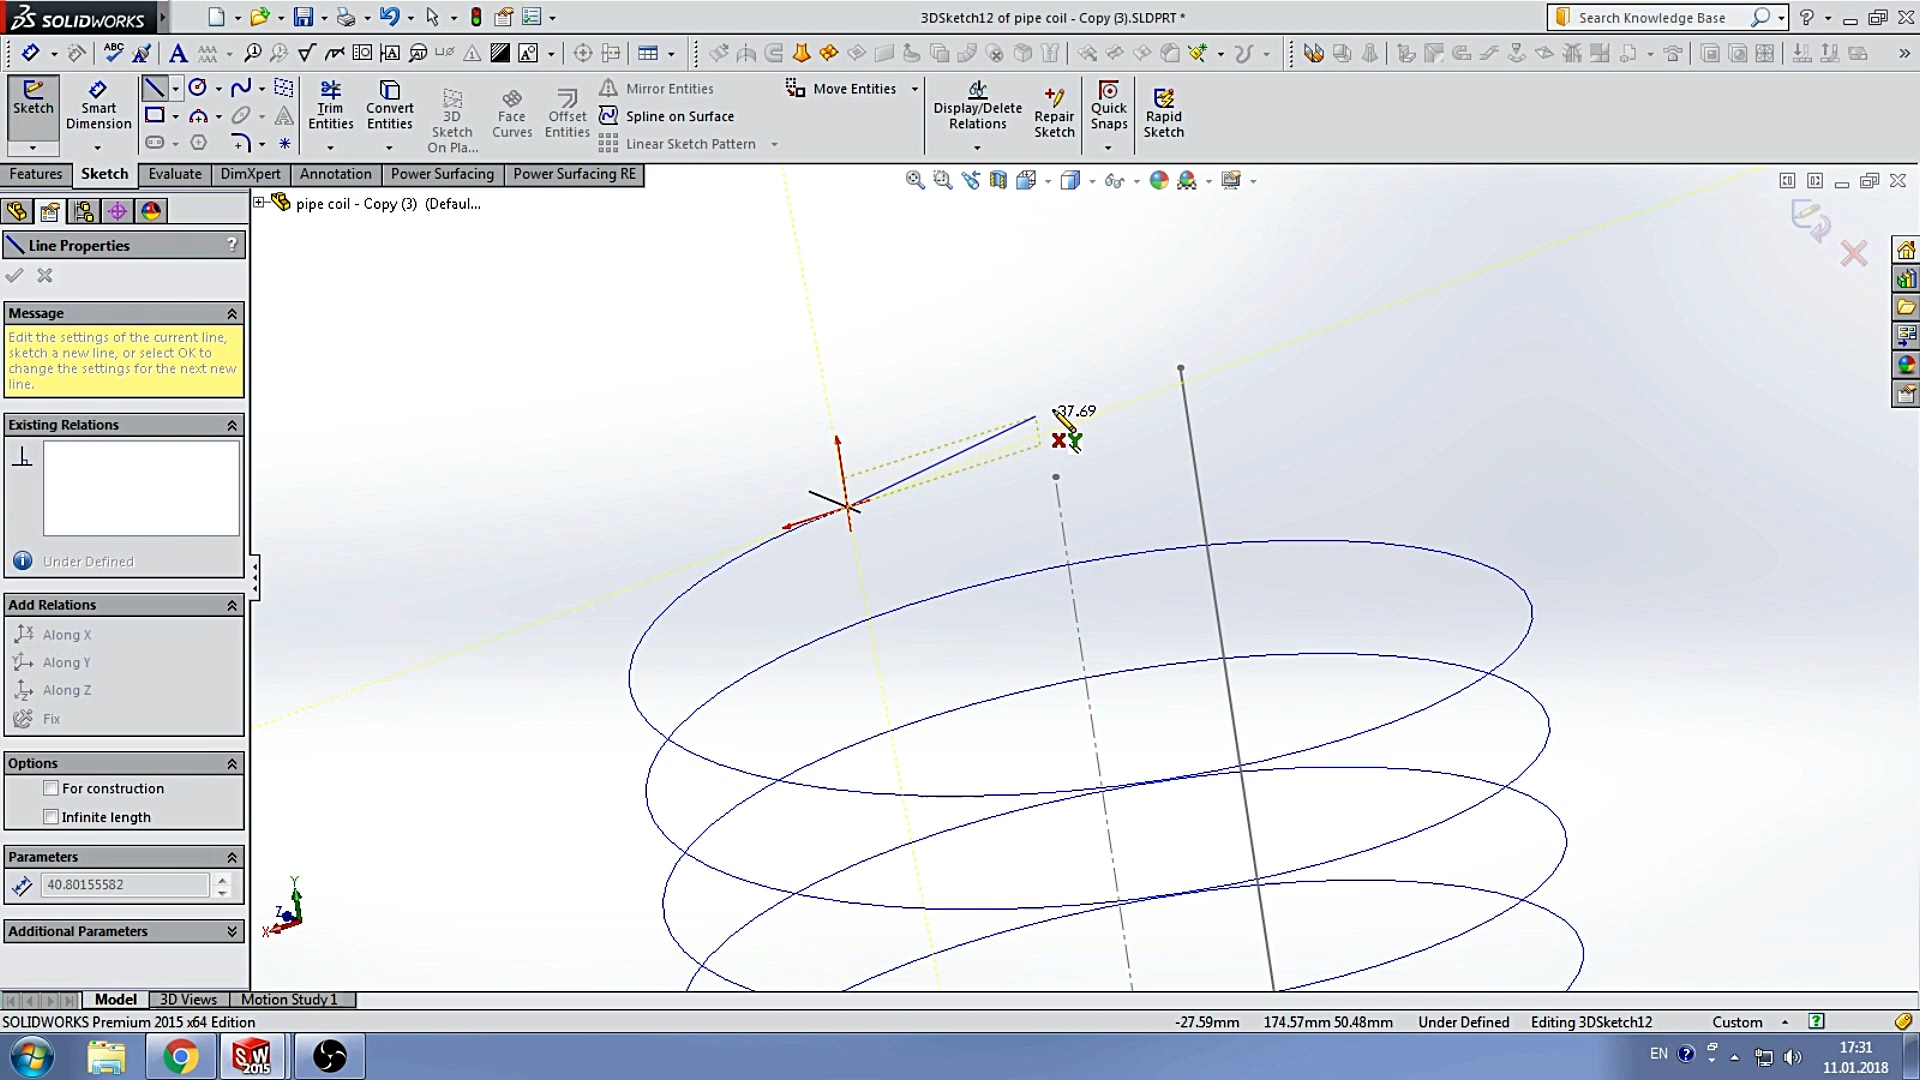 SOLIDWORKS
3DSketch12 of pipe coil - Copy (3).SLDPRT *
Search Knowledge Base
Sketch
Smart Dimension
Trim Entities
Convert Entities
3D Sketch On Pla...
Face Curves
Offset Entities
Mirror Entities
Spline on Surface
Linear Sketch Pattern
Move Entities
Display/Delete Relations
Repair Sketch
Quick Snaps
Rapid Sketch
Features
Sketch
Evaluate
DimXpert
Annotation
Power Surfacing
Power Surfacing RE
pipe coil - Copy (3) (Defaul...
Line Properties
?
Message
Edit the settings of the current line,
sketch a new line, or select OK to
change the settings for the next new
line.
Existing Relations
Under Defined
Add Relations
Along X
Along Y
Along Z
Fix
Options
For construction
Infinite length
Parameters
40.80155582
Additional Parameters
37.69
XY
Y
Z
X
Model
3D Views
Motion Study 1
SOLIDWORKS Premium 2015 x64 Edition
-27.59mm
174.57mm 50.48mm
Under Defined
Editing 3DSketch12
Custom
SW 2015
EN
17:31
11.01.2018